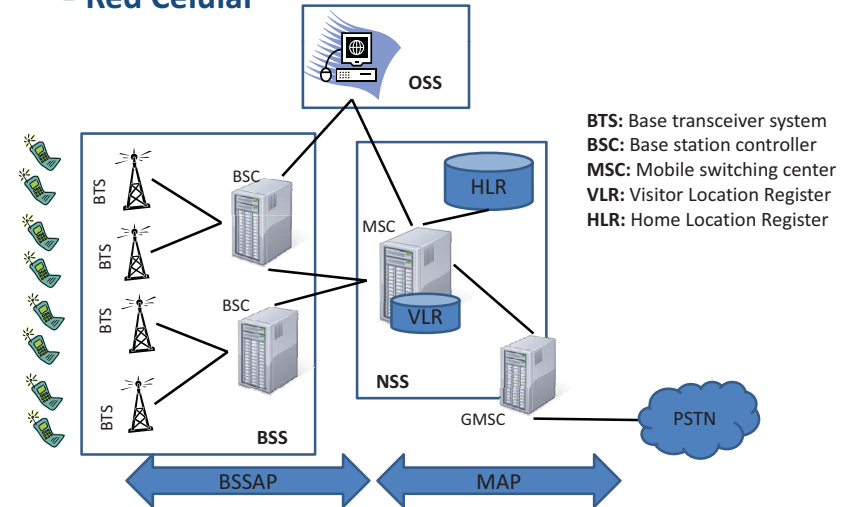 - Red Celular
OSS
BTS: Base transceiver system
BSC: Base station controller
MSC: Mobile switching center
VLR: Visitor Location Register
HLR: Home Location Register
BTS
BSC
HLR
MSC
BTS
BSC
VLR
BTS
NSS
BTS
BSS
GMSC
PSTN
BSSAP
MAP